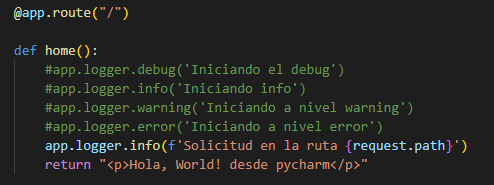 @app.route("/")
def home():
    #app.logger.debug('Iniciando el debug')
    #app.logger.info('Iniciando info')
    #app.logger.warning('Iniciando a nivel warning')
    #app.logger.error('Iniciando a nivel error')
    app.logger.info(f'Solicitud en la ruta {request.path}')
    return "<p>Hola, World! desde pycharm</p>"